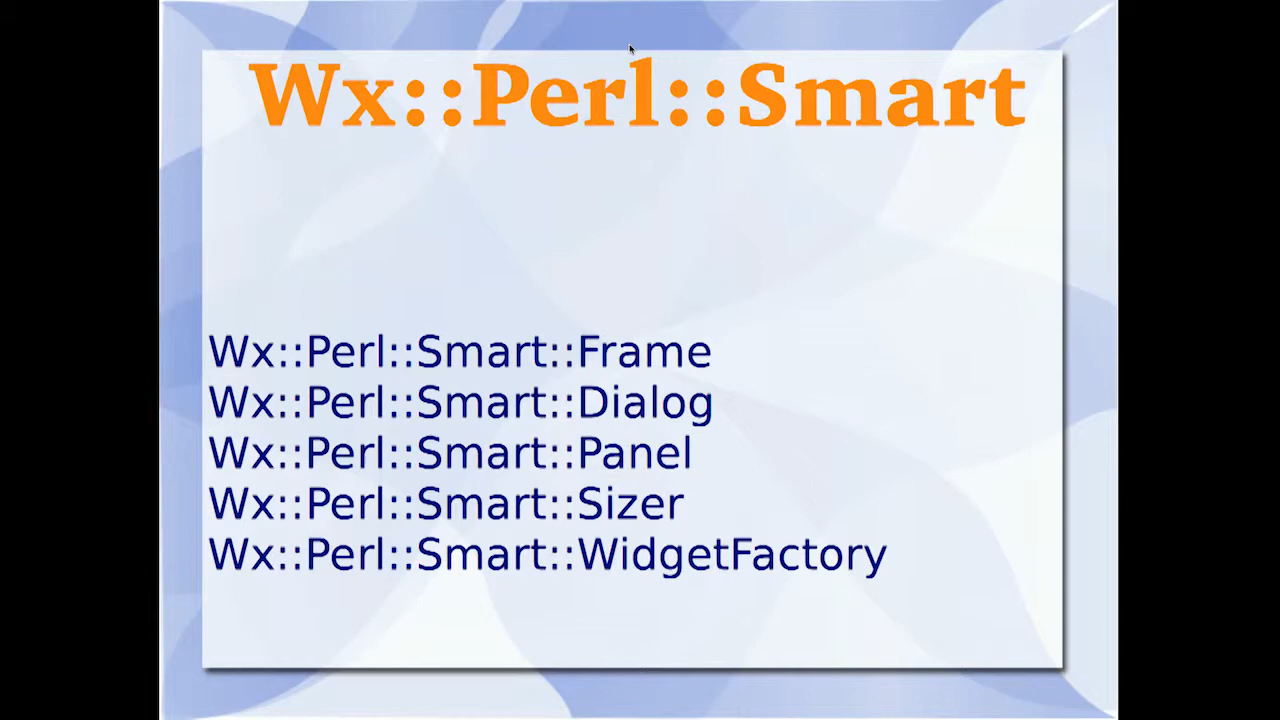 Wx::Perl::Smart
Wx::Perl::Smart::Frame
Wx::Perl::Smart::Dialog
Wx::Perl::Smart::Panel
Wx::Perl::Smart::Sizer
Wx::Perl::Smart::WidgetFactory